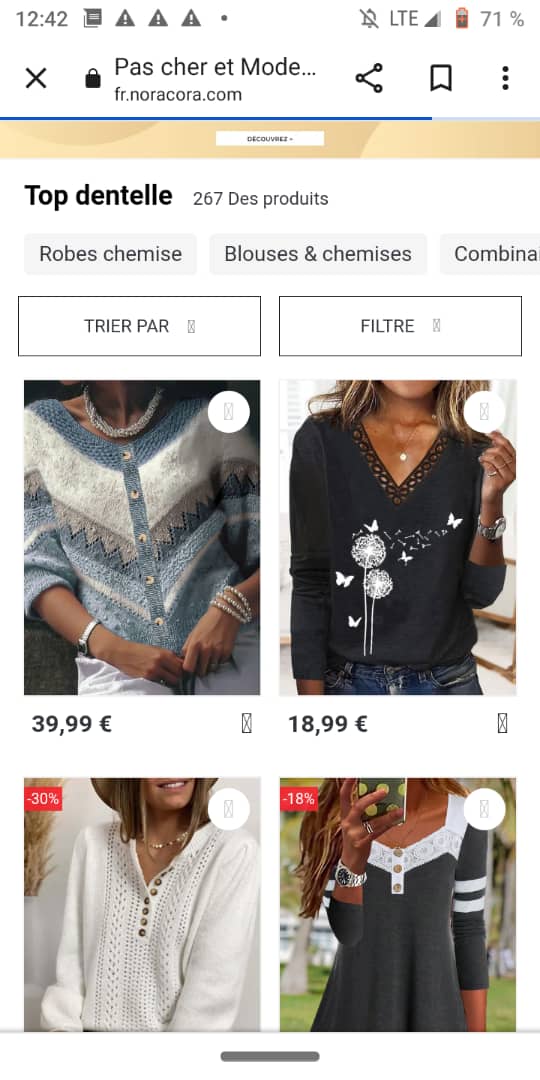 12:42
LTE
71 %
Pas cher et Mode...
fr.noracora.com
DÉCOUVREZ >
Top dentelle 267 Des produits
Robes chemise Blouses & chemises Combinai
TRIER PAR FILTRE
39,99 € 18,99 €
-30% -18%